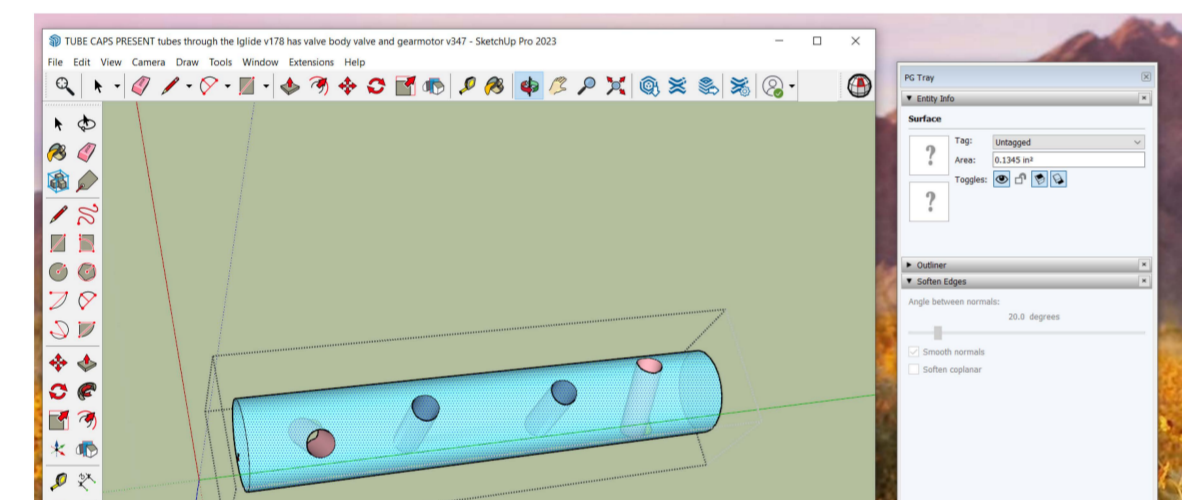 TUBE CAPS PRESENT tubes through the Iglide v178 has valve body valve and gearmotor v347 - SketchUp Pro 2023
File Edit View Camera Draw Tools Window Extensions Help
PG Tray
▼ Entity Info
Surface
Tag: Untagged
Area: 0.1345 in²
Toggles:
?
?
► Outliner
▼ Soften Edges
Angle between normals:
20.0 degrees
Smooth normals
Soften coplanar